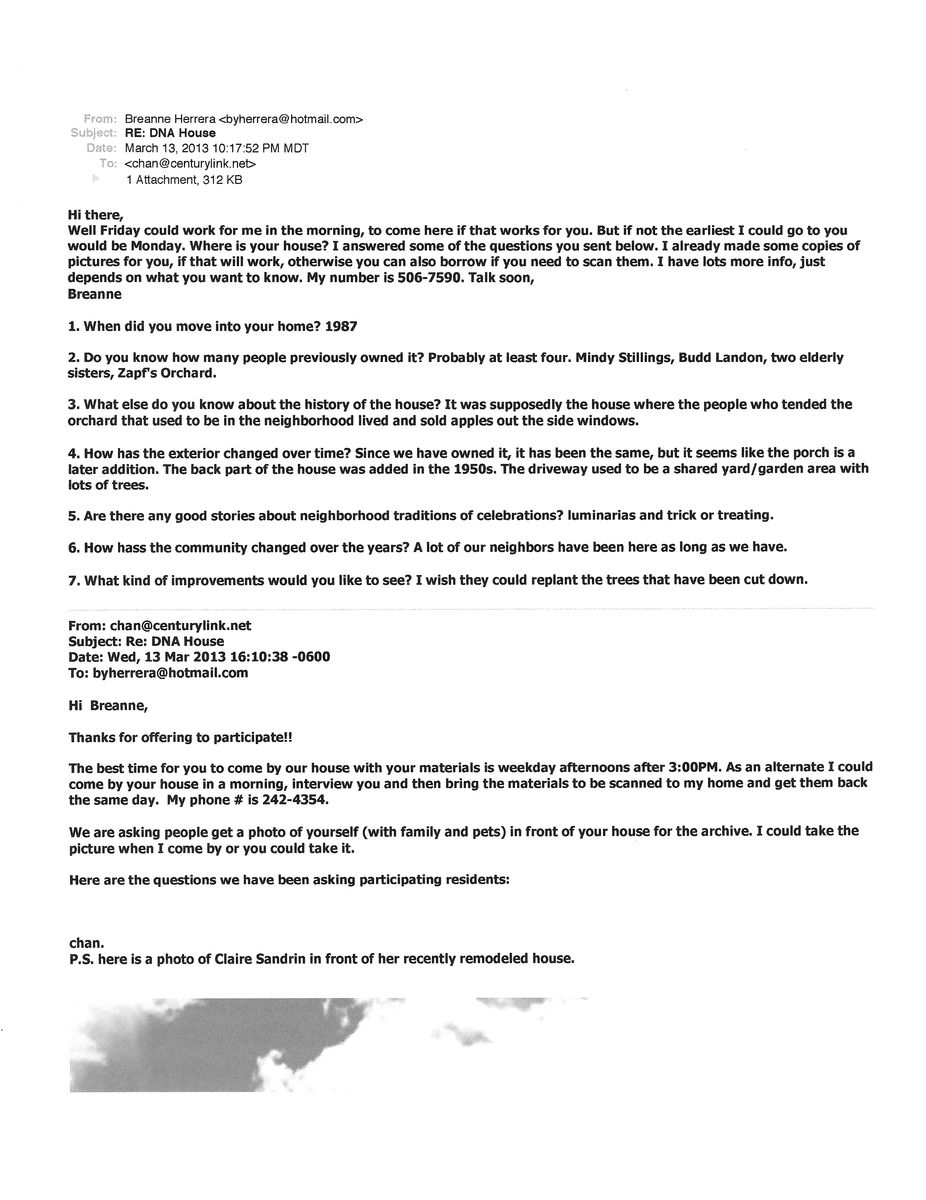 From: Breanne Herrera <byherrera@hotmail.com>
Subject: RE: DNA House
Date: March 13, 2013 10:17:52 PM MDT
To: <chan@centurylink.net>
1 Attachment, 312 KB
Hi there,
Well Friday could work for me in the morning, to come here if that works for you. But if not the earliest I could go to you
would be Monday. Where is your house? I answered some of the questions you sent below. I already made some copies of
pictures for you, if that will work, otherwise you can also borrow if you need to scan them. I have lots more info, just
depends on what you want to know. My number is 506-7590. Talk soon,
Breanne
1. When did you move into your home? 1987
2. Do you know how many people previously owned it? Probably at least four. Mindy Stillings, Budd Landon, two elderly
sisters, Zapf's Orchard.
3. What else do you know about the history of the house? It was supposedly the house where the people who tended the
orchard that used to be in the neighborhood lived and sold apples out the side windows.
4. How has the exterior changed over time? Since we have owned it, it has been the same, but it seems like the porch is a
later addition. The back part of the house was added in the 1950s. The driveway used to be a shared yard/garden area with
lots of trees.
5. Are there any good stories about neighborhood traditions of celebrations? luminarias and trick or treating.
6. How hass the community changed over the years? A lot of our neighbors have been here as long as we have.
7. What kind of improvements would you like to see? I wish they could replant the trees that have been cut down.
From: chan@centurylink.net
Subject: Re: DNA House
Date: Wed, 13 Mar 2013 16:10:38 -0600
To: byherrera@hotmail.com
Hi Breanne,
Thanks for offering to participate!!
The best time for you to come by our house with your materials is weekday afternoons after 3:00PM. As an alternate I could
come by your house in a morning, interview you and then bring the materials to be scanned to my home and get them back
the same day. My phone # is 242-4354.
We are asking people get a photo of yourself (with family and pets) in front of your house for the archive. I could take the
picture when I come by or you could take it.
Here are the questions we have been asking participating residents:
chan.
P.S. here is a photo of Claire Sandrin in front of her recently remodeled house.